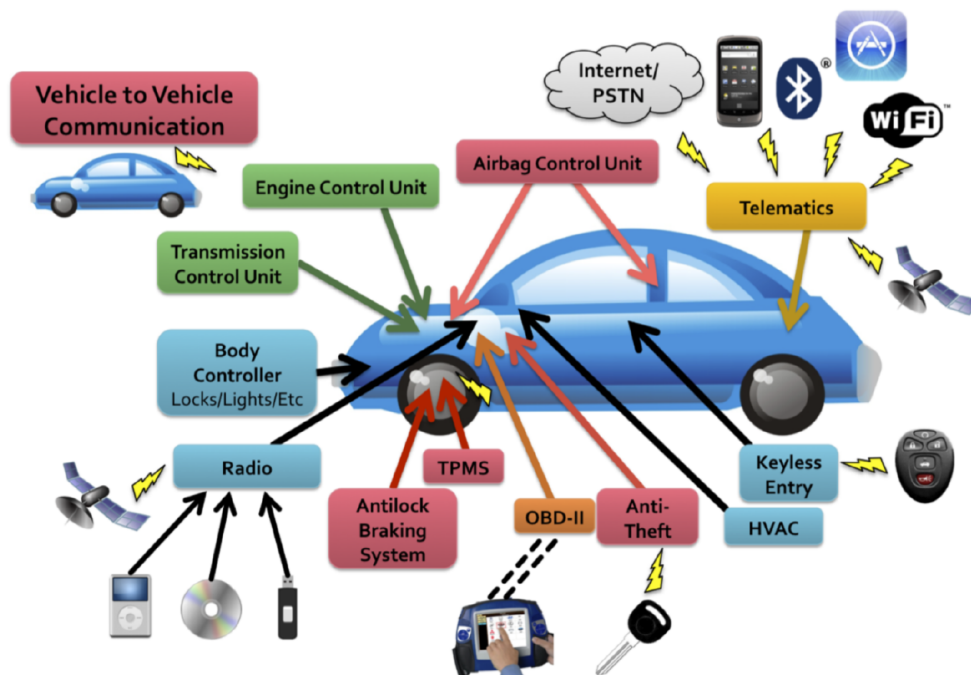 Vehicle to Vehicle
Communication
Internet/
PSTN
®
Wi Fi™
Engine Control Unit
Airbag Control Unit
Telematics
Transmission
Control Unit
Body
Controller
Locks/Lights/Etc
Radio
TPMS
Antilock
Braking
System
OBD-II
Anti-
Theft
Keyless
Entry
HVAC